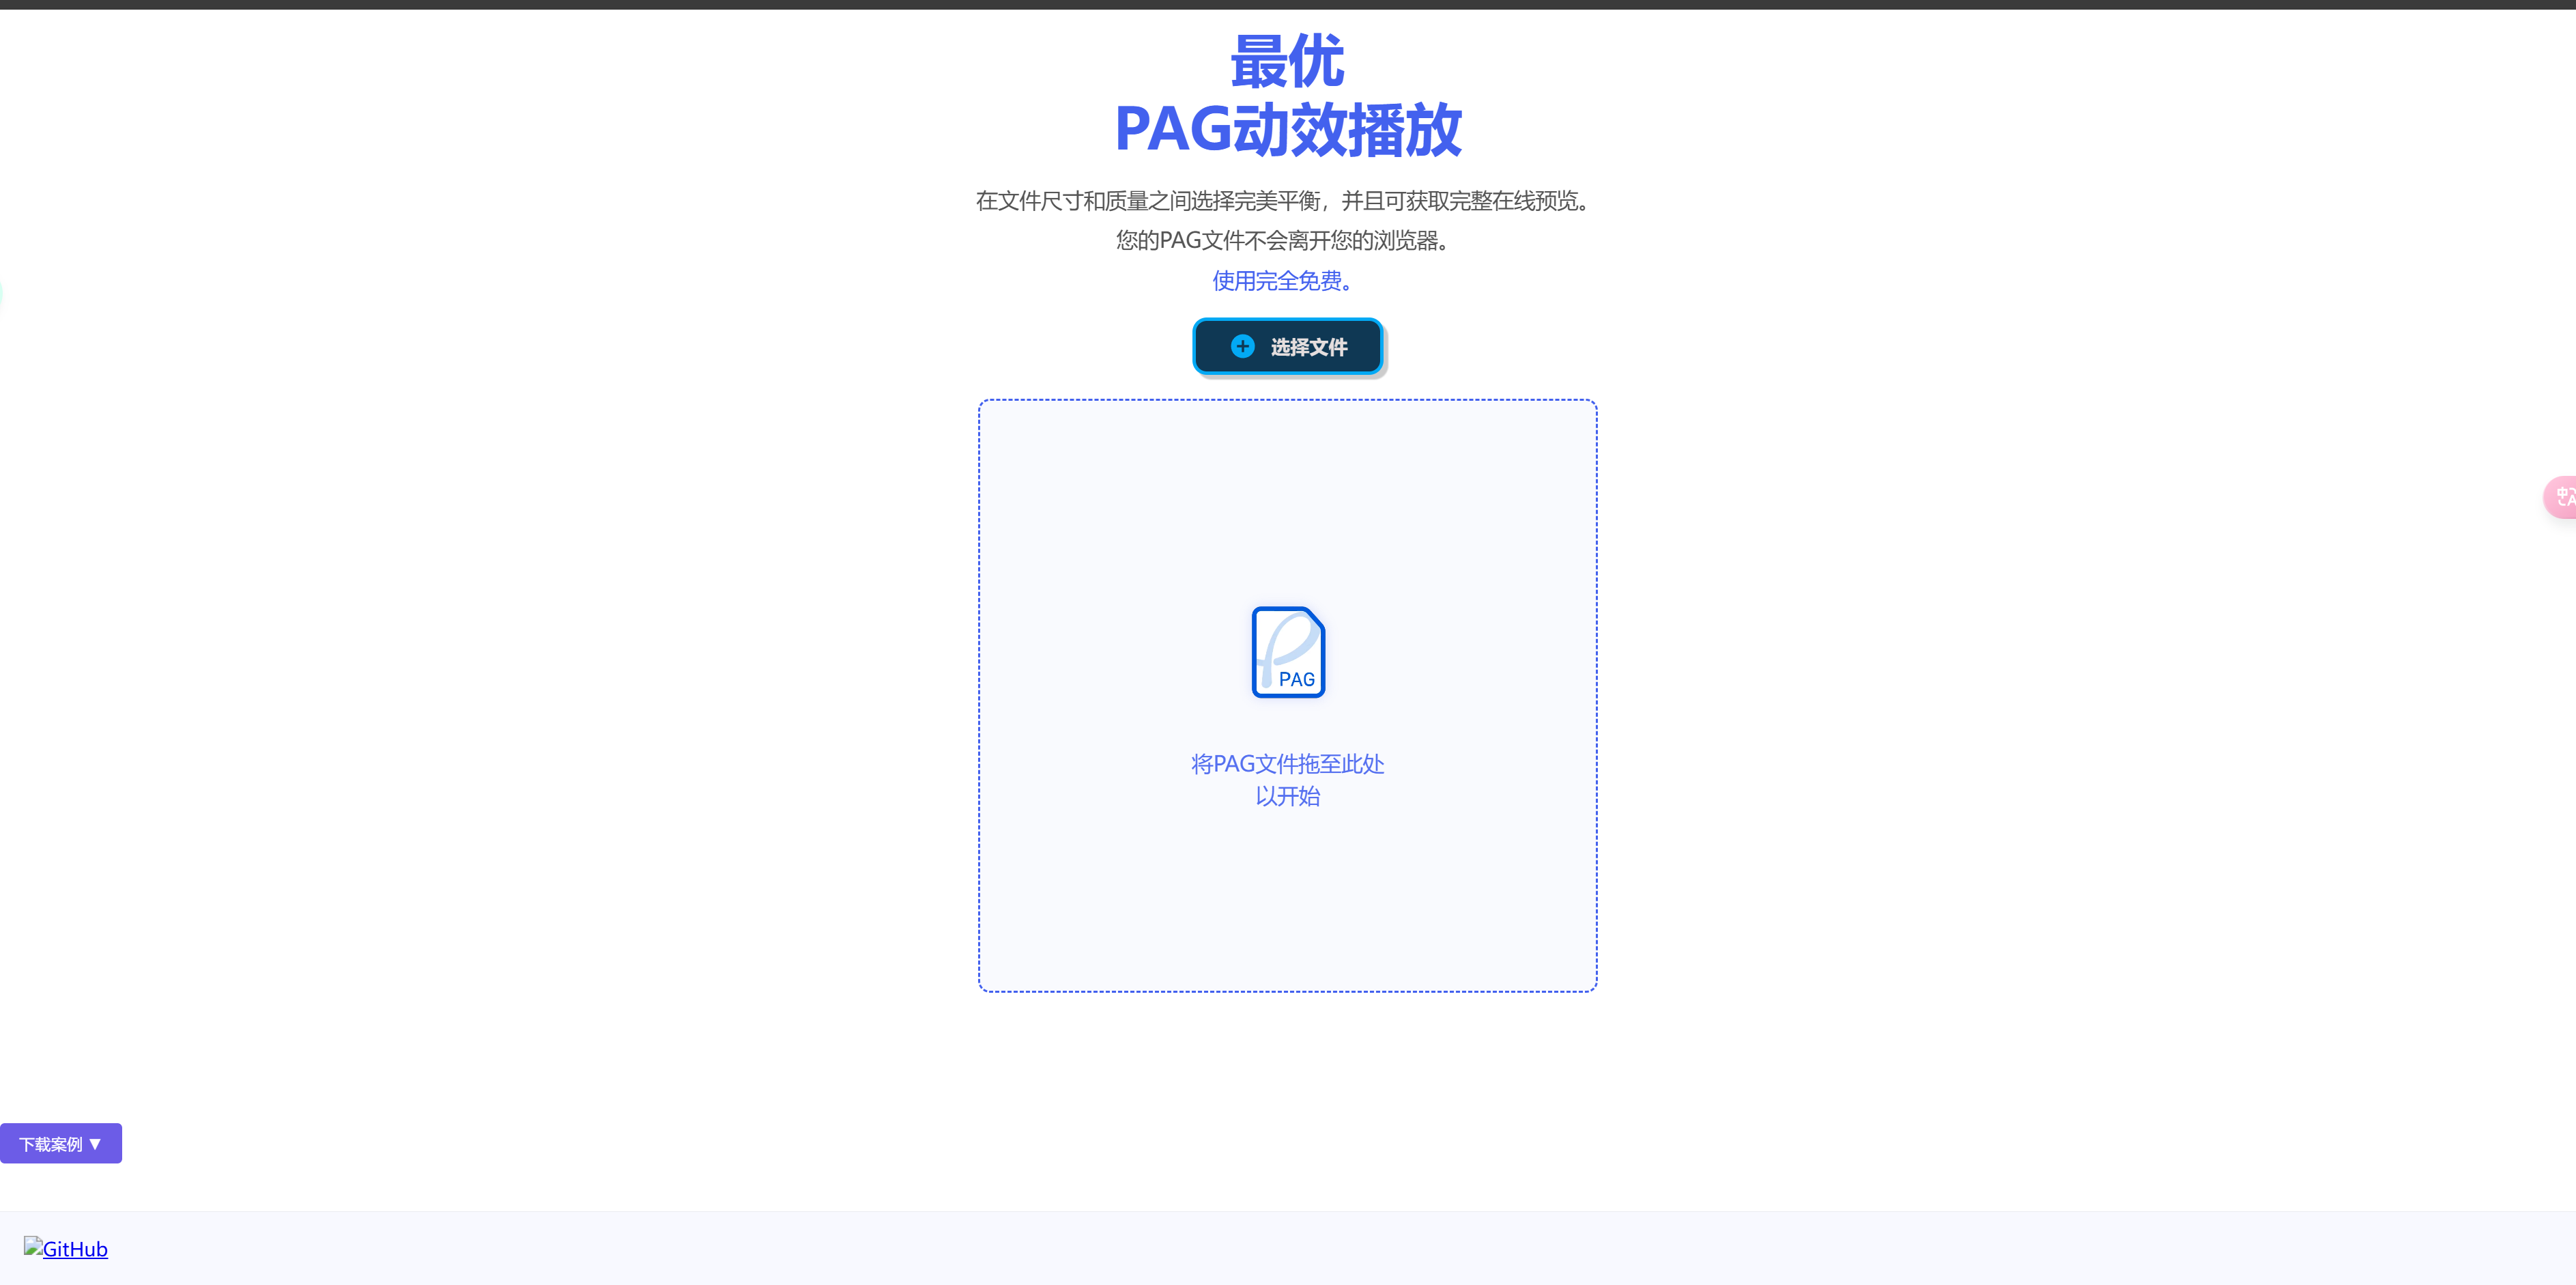 最优
PAG动效播放
在文件尺寸和质量之间选择完美平衡，并且可获取完整在线预览。
您的PAG文件不会离开您的浏览器。
使用完全免费。
选择文件
中A
PAG
将PAG文件拖至此处
以开始
下载案例 ▼
GitHub